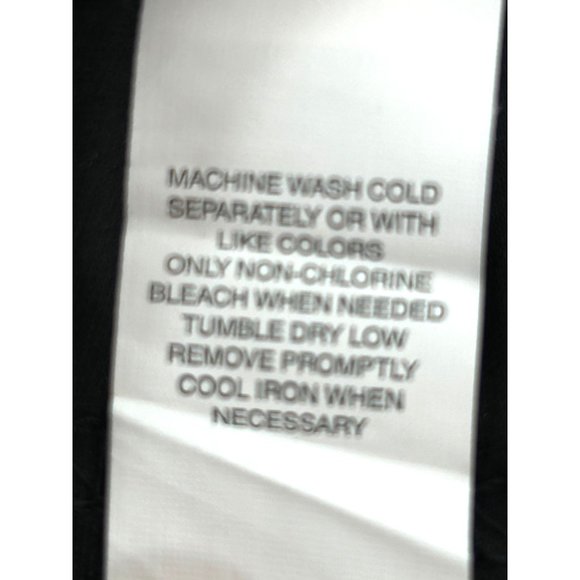 MACHINE WASH COLD
SEPARATELY OR WITH
LIKE COLORS
ONLY NON-CHLORINE
BLEACH WHEN NEEDED
TUMBLE DRY LOW
REMOVE PROMPTLY
COOL IRON WHEN
NECESSARY